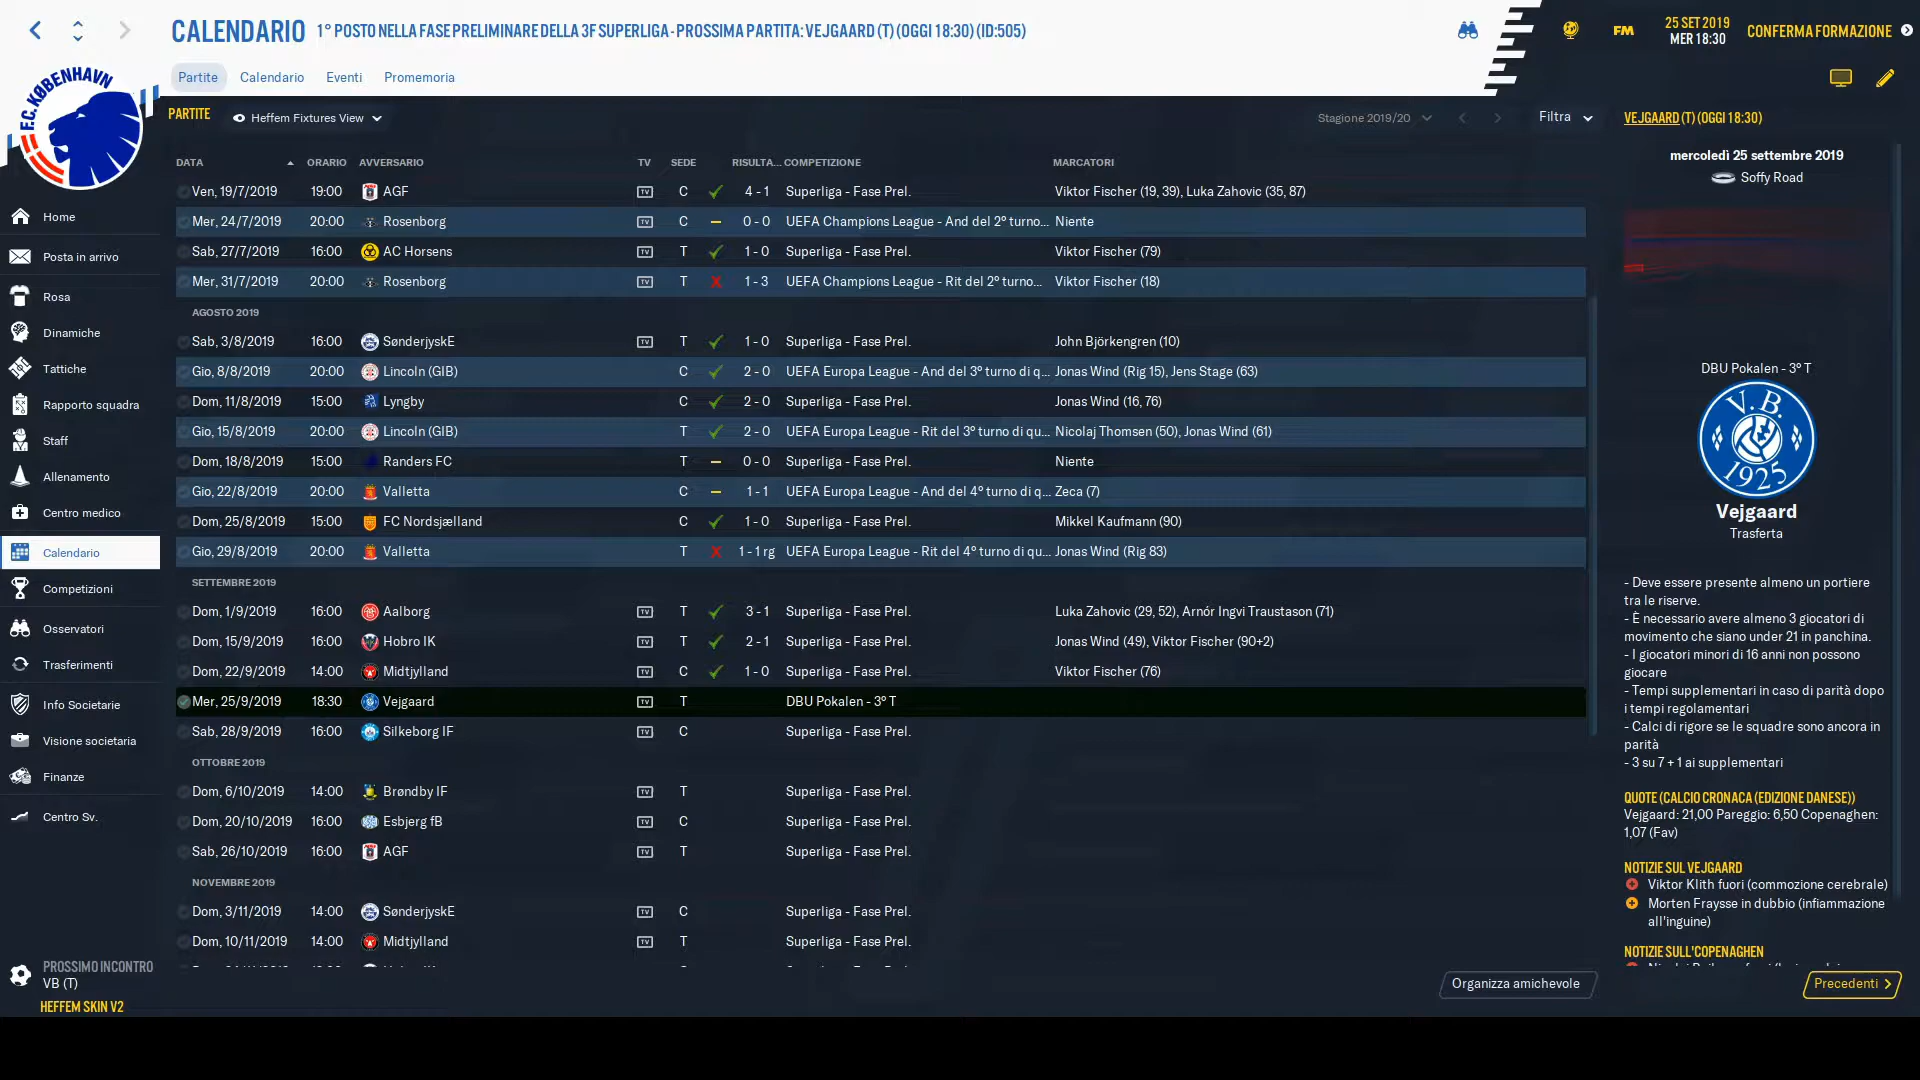 CALENDARIO 1° POSTO NELLA FASE PRELIMINARE DELLA 3F SUPERLIGA - PROSSIMA PARTITA: VEJGAARD (T) (OGGI 18:30) (ID:505)
FM
25 SET 2019
MER 18:30
CONFERMA FORMAZIONE
Partite Calendario Eventi Promemoria
F.C. KØBENHAVN
PARTITE Heffem Fixtures View Stagione 2019/20 Filtra
DATA ORARIO AVVERSARIO TV SEDE RISULTA... COMPETIZIONE MARCATORI
Ven, 19/7/2019 19:00 AGF TV C 4 - 1 Superliga - Fase Prel. Viktor Fischer (19, 39), Luka Zahovic (35, 87)
Mer, 24/7/2019 20:00 Rosenborg TV C 0 - 0 UEFA Champions League - And del 2° turno... Niente
Sab, 27/7/2019 16:00 AC Horsens TV T 1 - 0 Superliga - Fase Prel. Viktor Fischer (79)
Mer, 31/7/2019 20:00 Rosenborg TV T 1 - 3 UEFA Champions League - Rit del 2° turno... Viktor Fischer (18)
AGOSTO 2019
Sab, 3/8/2019 16:00 SønderjyskE TV T 1 - 0 Superliga - Fase Prel. John Björkengren (10)
Gio, 8/8/2019 20:00 Lincoln (GIB) C 2 - 0 UEFA Europa League - And del 3° turno di q... Jonas Wind (Rig 15), Jens Stage (63)
Dom, 11/8/2019 15:00 Lyngby C 2 - 0 Superliga - Fase Prel. Jonas Wind (16, 76)
Gio, 15/8/2019 20:00 Lincoln (GIB) T 2 - 0 UEFA Europa League - Rit del 3° turno di qu... Nicolaj Thomsen (50), Jonas Wind (61)
Dom, 18/8/2019 15:00 Randers FC T 0 - 0 Superliga - Fase Prel. Niente
Gio, 22/8/2019 20:00 Valletta C 1 - 1 UEFA Europa League - And del 4° turno di q... Zeca (7)
Dom, 25/8/2019 15:00 FC Nordsjælland C 1 - 0 Superliga - Fase Prel. Mikkel Kaufmann (90)
Gio, 29/8/2019 20:00 Valletta T 1 - 1 rg UEFA Europa League - Rit del 4° turno di qu... Jonas Wind (Rig 83)
SETTEMBRE 2019
Dom, 1/9/2019 16:00 Aalborg TV T 3 - 1 Superliga - Fase Prel. Luka Zahovic (29, 52), Arnór Ingvi Traustason (71)
Dom, 15/9/2019 16:00 Hobro IK TV T 2 - 1 Superliga - Fase Prel. Jonas Wind (49), Viktor Fischer (90+2)
Dom, 22/9/2019 14:00 Midtjylland TV C 1 - 0 Superliga - Fase Prel. Viktor Fischer (76)
Mer, 25/9/2019 18:30 Vejgaard TV T DBU Pokalen - 3° T
Sab, 28/9/2019 16:00 Silkeborg IF TV C Superliga - Fase Prel.
OTTOBRE 2019
Dom, 6/10/2019 14:00 Brøndby IF TV T Superliga - Fase Prel.
Dom, 20/10/2019 16:00 Esbjerg fB TV C Superliga - Fase Prel.
Sab, 26/10/2019 16:00 AGF TV T Superliga - Fase Prel.
NOVEMBRE 2019
Dom, 3/11/2019 14:00 SønderjyskE TV C Superliga - Fase Prel.
Dom, 10/11/2019 14:00 Midtjylland TV T Superliga - Fase Prel.
Home
Posta in arrivo
Rosa
Dinamiche
Tattiche
Rapporto squadra
Staff
Allenamento
Centro medico
Calendario
Competizioni
Osservatori
Trasferimenti
Info Societarie
Visione societaria
Finanze
Centro Sv.
PROSSIMO INCONTRO
VB (T)
HEFFEM SKIN V2
Organizza amichevole
VEJGAARD (T) (OGGI 18:30)
mercoledì 25 settembre 2019
Soffy Road
DBU Pokalen - 3° T
V.B.
1925
Vejgaard
Trasferta
- Deve essere presente almeno un portiere
tra le riserve.
- È necessario avere almeno 3 giocatori di
movimento che siano under 21 in panchina.
- I giocatori minori di 16 anni non possono
giocare
- Tempi supplementari in caso di parità dopo
i tempi regolamentari
- Calci di rigore se le squadre sono ancora in
parità
- 3 su 7 + 1 ai supplementari
QUOTE (CALCIO CRONACA (EDIZIONE DANESE))
Vejgaard: 21,00 Pareggio: 6,50 Copenaghen:
1,07 (Fav)
NOTIZIE SUL VEJGAARD
Viktor Klith fuori (commozione cerebrale)
Morten Fraysse in dubbio (infiammazione
all'inguine)
NOTIZIE SULL'COPENAGHEN
Precedenti